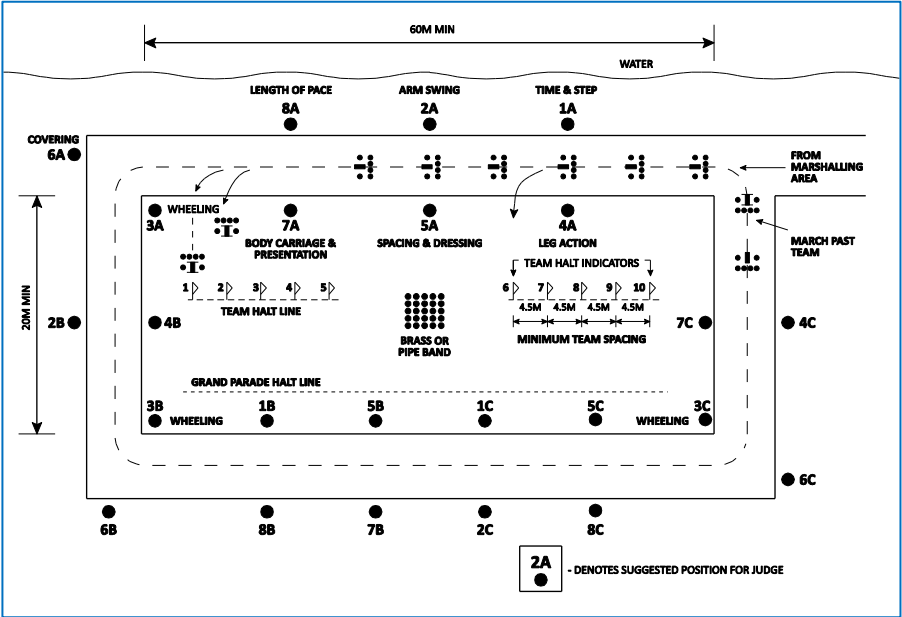 60M MIN
WATER
LENGTH OF PACE
8A
ARM SWING
2A
TIME & STEP
1A
COVERING
6A
FROM
MARSHALLING
AREA
3A
WHEELING
7A
BODY CARRIAGE &
PRESENTATION
5A
SPACING & DRESSING
4A
LEG ACTION
MARCH PAST
TEAM
TEAM HALT INDICATORS
1 2 3 4 5
TEAM HALT LINE
6 7 8 9 10
4.5M 4.5M 4.5M 4.5M
MINIMUM TEAM SPACING
20M MIN
2B
4B
BRASS OR
PIPE BAND
7C
4C
GRAND PARADE HALT LINE
3B
WHEELING
1B
5B
1C
5C
WHEELING
3C
6C
6B
8B
7B
2C
8C
2A
- DENOTES SUGGESTED POSITION FOR JUDGE